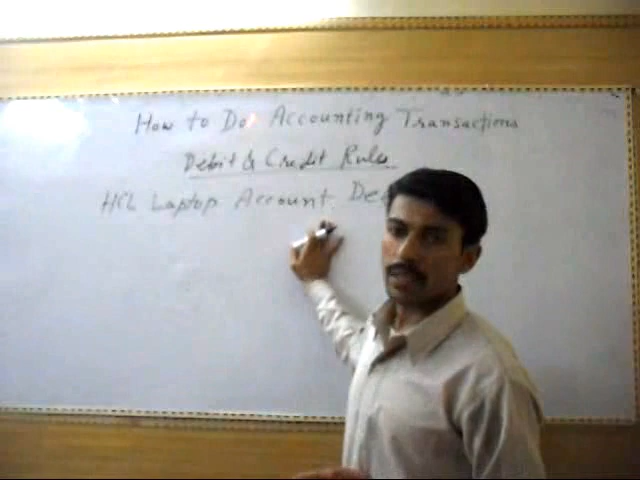 How to Do Accounting Transactions
Debit & Credit Rules
HCL Laptop Account